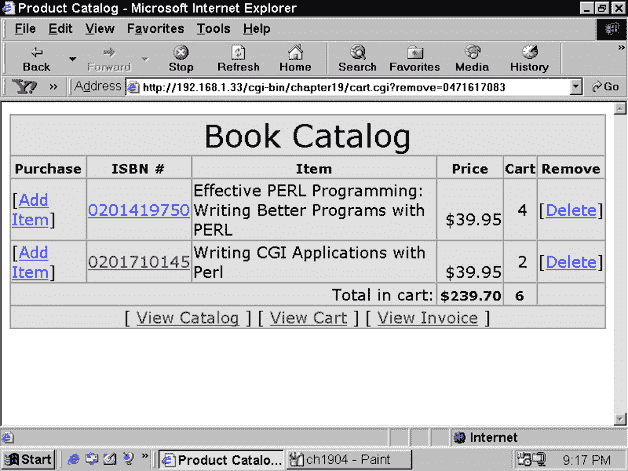 Product Catalog - Microsoft Internet Explorer
File Edit View Favorites Tools Help
Back Forward Stop Refresh Home Search Favorites Media History
Y! » Address http://192.168.1.33/cgi-bin/chapter19/cart.cgi?remove=0471617083 Go
Book Catalog
Purchase ISBN # Item Price Cart Remove
[Add Item] 0201419750 Effective PERL Programming: $39.95 4 [Delete]
Writing Better Programs with
PERL
[Add Item] 0201710145 Writing CGI Applications with $39.95 2 [Delete]
Perl
Total in cart: $239.70 6
[ View Catalog ] [ View Cart ] [ View Invoice ]
Internet
Start » Product Catalo... ch1904 - Paint 9:17 PM